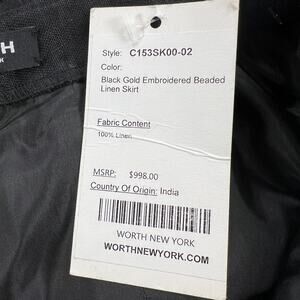 TH
K
Style: C153SK00-02
Color:
Black Gold Embroidered Beaded
Linen Skirt
Fabric Content
100% Linen
MSRP: $998.00
Country Of Origin: India
WORTH NEW YORK
WORTHNEWYORK.COM